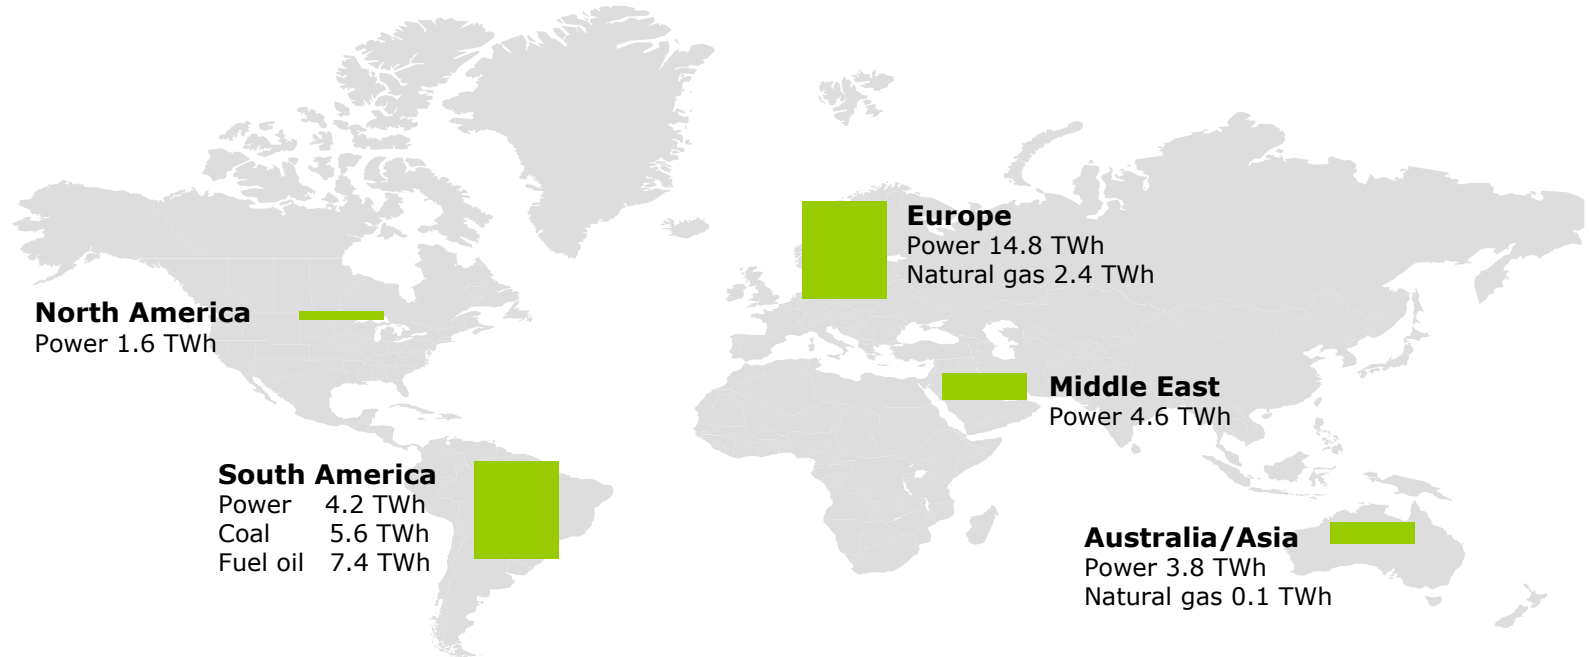 Europe
Power 14.8 TWh
Natural gas 2.4 TWh
North America
Power 1.6 TWh
Middle East
Power 4.6 TWh
South America
Power 4.2 TWh
Coal 5.6 TWh
Fuel oil 7.4 TWh
Australia/Asia
Power 3.8 TWh
Natural gas 0.1 TWh